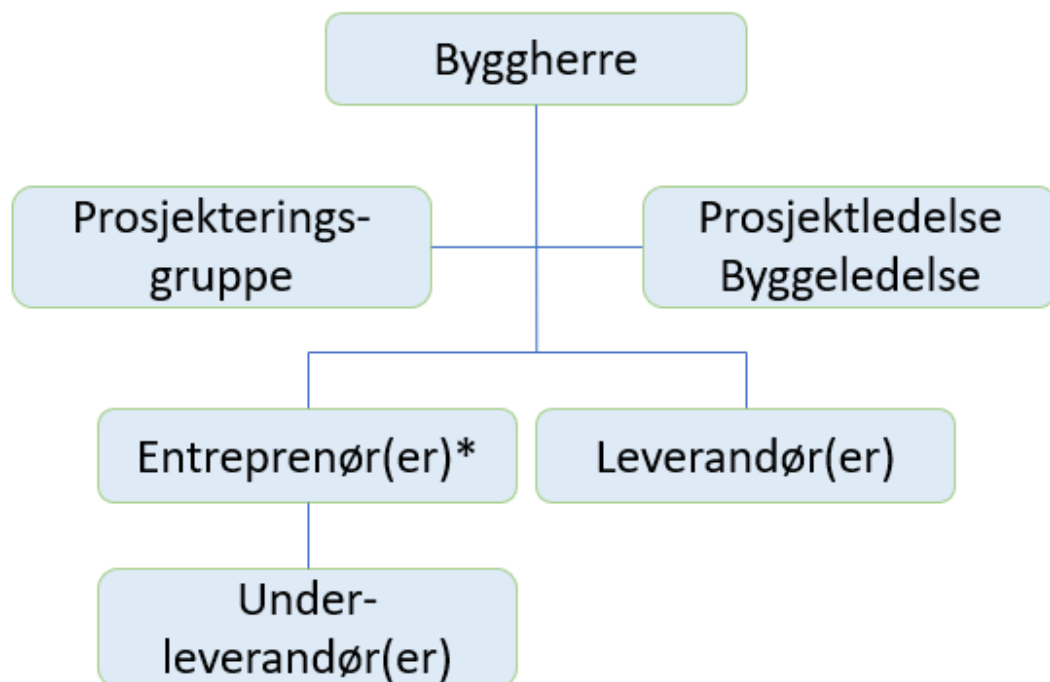 Byggherre
Prosjekterings-
gruppe
Prosjektledelse
Byggeledelse
Entreprenør(er)*
Leverandør(er)
Under-
leverandør(er)